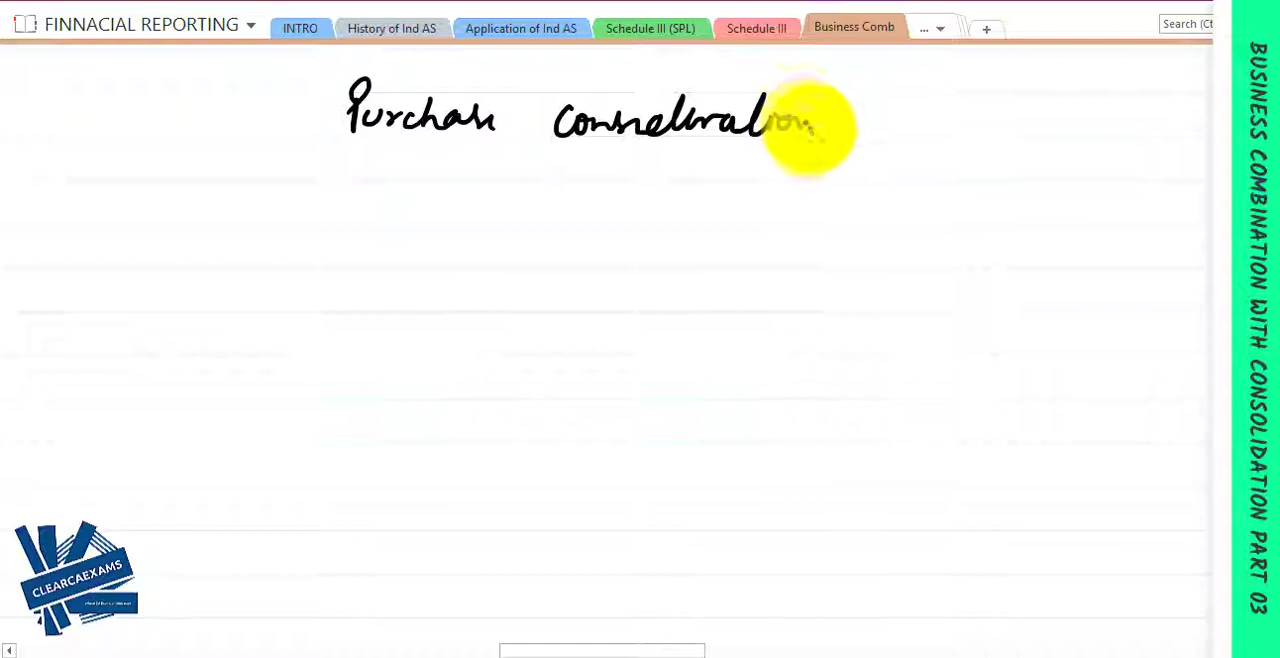 FINNACIAL REPORTING
INTRO
History of Ind AS
Application of Ind AS
Schedule III (SPL)
Schedule III
Business Comb
...
+
Search (Ct
Purchase consideration
BUSINESS COMBINATION WITH CONSOLIDATION PART 03
CLEARCAEXAMS